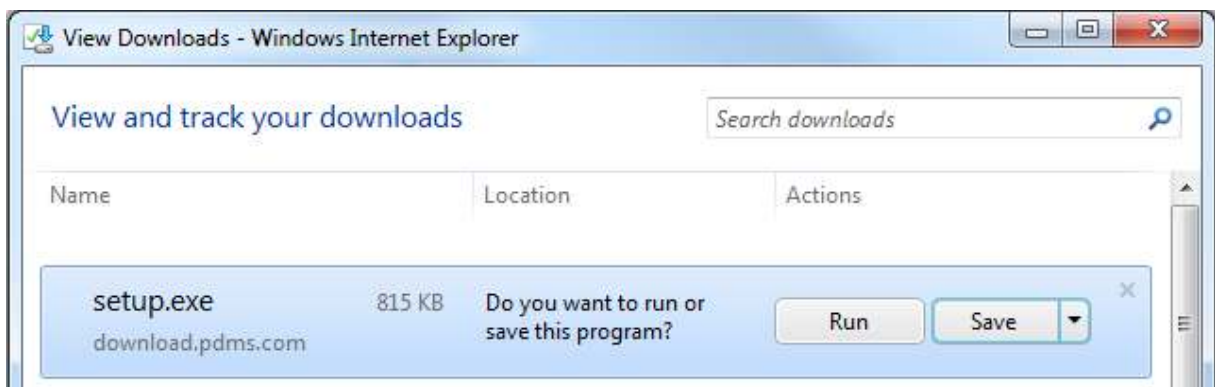 View Downloads - Windows Internet Explorer
View and track your downloads
Search downloads
Name Location Actions
setup.exe 815 KB Do you want to run or
save this program?
Run Save
download.pdms.com